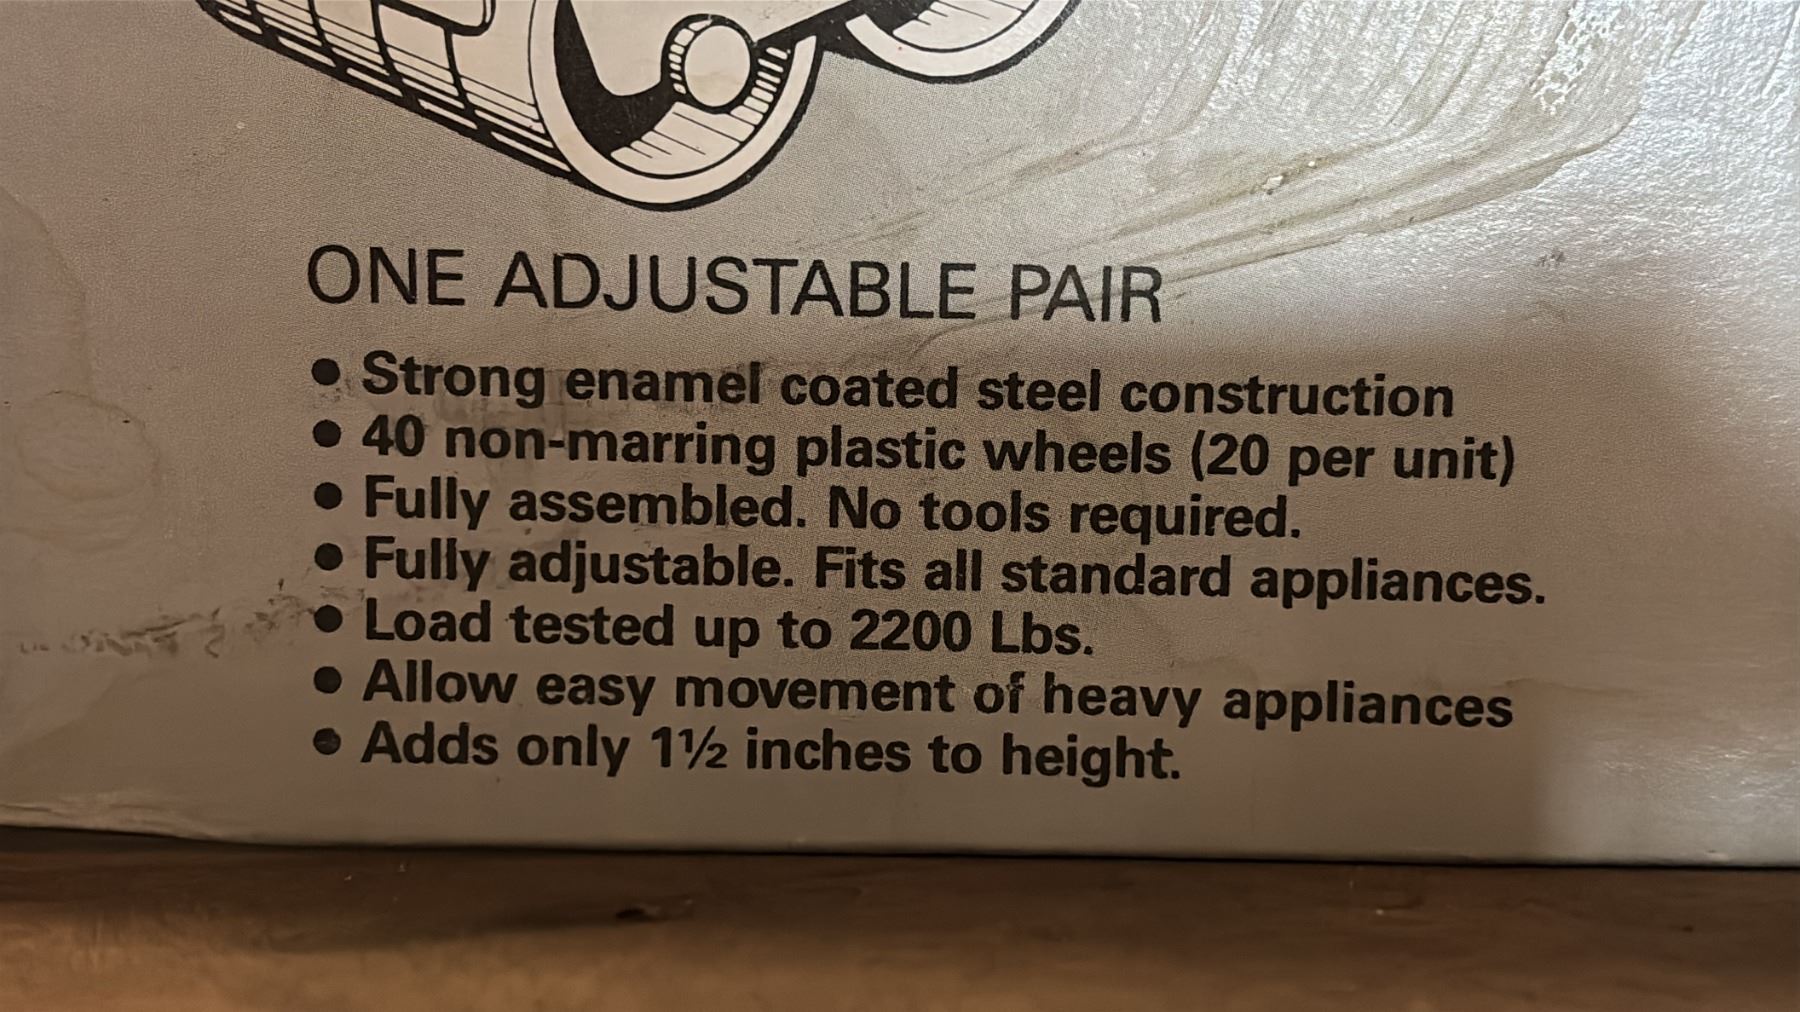 ONE ADJUSTABLE PAIR
• Strong enamel coated steel construction
• 40 non-marring plastic wheels (20 per unit)
• Fully assembled. No tools required.
• Fully adjustable. Fits all standard appliances.
• Load tested up to 2200 Lbs.
• Allow easy movement of heavy appliances
• Adds only 1½ inches to height.